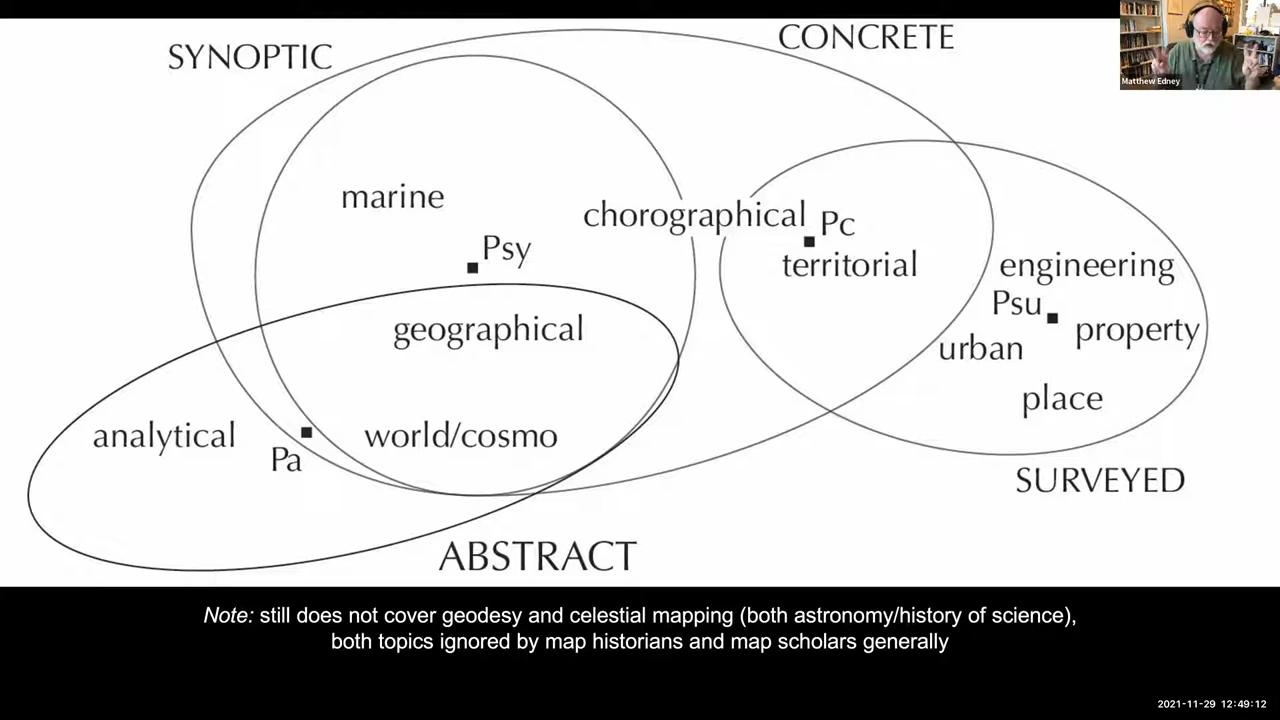 SYNOPTIC
CONCRETE
Matthew Edney
marine
chorographical
Pc
Psy
territorial
engineering
Psu
property
geographical
urban
place
analytical
Pa
world/cosmo
SURVEYED
ABSTRACT
Note: still does not cover geodesy and celestial mapping (both astronomy/history of science),
both topics ignored by map historians and map scholars generally
2021-11-29 12:49:12